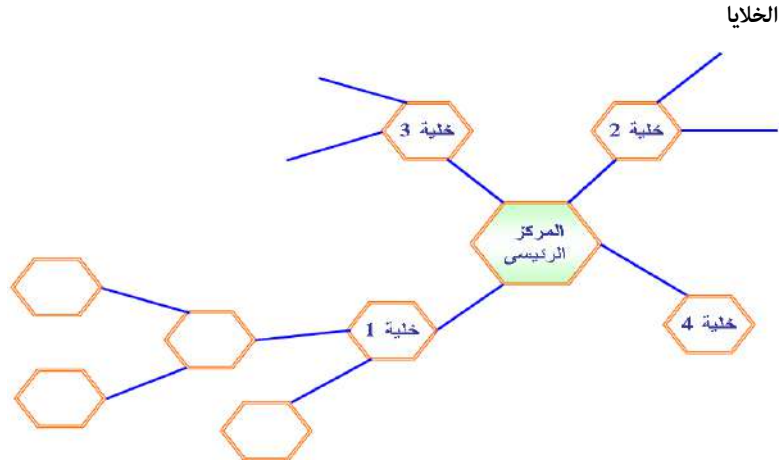 الخلايا
خلية 3
خلية 2
المركز
الرئيسى
خلية 1
خلية 4